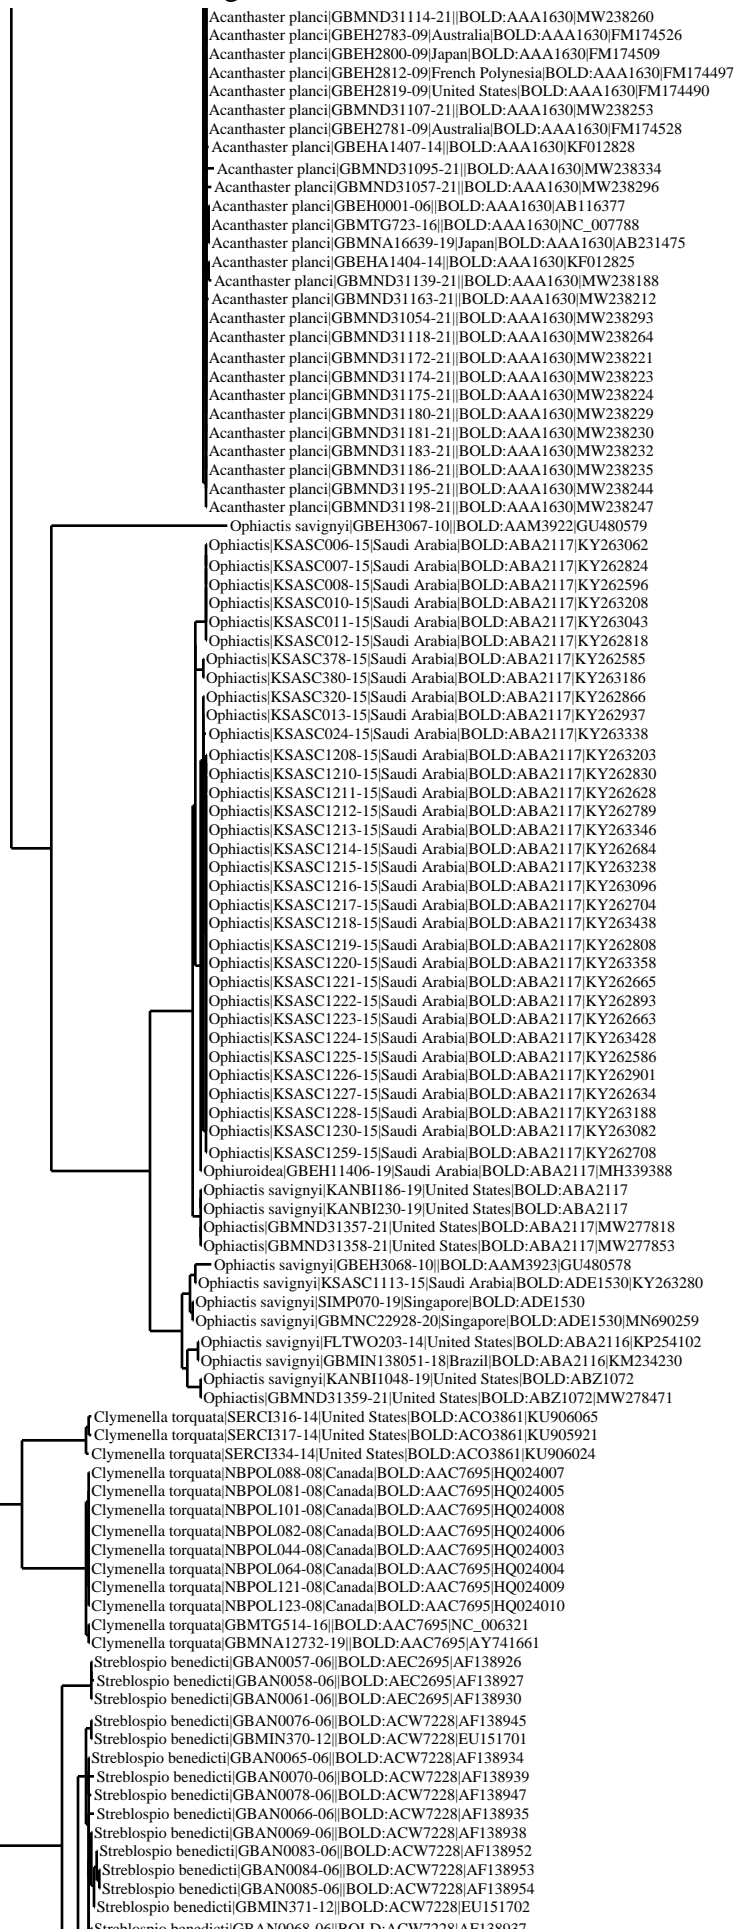 Acanthaster planci|GBMND31114-21||BOLD:AAA1630|MW238260
Acanthaster planci|GBEH2783-09|Australia|BOLD:AAA1630|FM174526
Acanthaster planci|GBEH2800-09|Japan|BOLD:AAA1630|FM174509
Acanthaster planci|GBEH2812-09|French Polynesia|BOLD:AAA1630|FM174497
Acanthaster planci|GBEH2819-09|United States|BOLD:AAA1630|FM174490
Acanthaster planci|GBMND31107-21||BOLD:AAA1630|MW238253
Acanthaster planci|GBEH2781-09|Australia|BOLD:AAA1630|FM174528
Acanthaster planci|GBEHA1407-14||BOLD:AAA1630|KF012828
Acanthaster planci|GBMND31095-21||BOLD:AAA1630|MW238334
Acanthaster planci|GBMND31057-21||BOLD:AAA1630|MW238296
Acanthaster planci|GBEH0001-06||BOLD:AAA1630|AB116377
Acanthaster planci|GBMTG723-16||BOLD:AAA1630|NC_007788
Acanthaster planci|GBMNA16639-19|Japan|BOLD:AAA1630|AB231475
Acanthaster planci|GBEHA1404-14||BOLD:AAA1630|KF012825
Acanthaster planci|GBMND31139-21||BOLD:AAA1630|MW238188
Acanthaster planci|GBMND31163-21||BOLD:AAA1630|MW238212
Acanthaster planci|GBMND31054-21||BOLD:AAA1630|MW238293
Acanthaster planci|GBMND31118-21||BOLD:AAA1630|MW238264
Acanthaster planci|GBMND31172-21||BOLD:AAA1630|MW238221
Acanthaster planci|GBMND31174-21||BOLD:AAA1630|MW238223
Acanthaster planci|GBMND31175-21||BOLD:AAA1630|MW238224
Acanthaster planci|GBMND31180-21||BOLD:AAA1630|MW238229
Acanthaster planci|GBMND31181-21||BOLD:AAA1630|MW238230
Acanthaster planci|GBMND31183-21||BOLD:AAA1630|MW238232
Acanthaster planci|GBMND31186-21||BOLD:AAA1630|MW238235
Acanthaster planci|GBMND31195-21||BOLD:AAA1630|MW238244
Acanthaster planci|GBMND31198-21||BOLD:AAA1630|MW238247
Ophiactis savignyi|GBEH3067-10||BOLD:AAM3922|GU480579
Ophiactis|KSASC006-15|Saudi Arabia|BOLD:ABA2117|KY263062
Ophiactis|KSASC007-15|Saudi Arabia|BOLD:ABA2117|KY262824
Ophiactis|KSASC008-15|Saudi Arabia|BOLD:ABA2117|KY262596
Ophiactis|KSASC010-15|Saudi Arabia|BOLD:ABA2117|KY263208
Ophiactis|KSASC011-15|Saudi Arabia|BOLD:ABA2117|KY263043
Ophiactis|KSASC012-15|Saudi Arabia|BOLD:ABA2117|KY262818
Ophiactis|KSASC378-15|Saudi Arabia|BOLD:ABA2117|KY262585
Ophiactis|KSASC380-15|Saudi Arabia|BOLD:ABA2117|KY263186
Ophiactis|KSASC320-15|Saudi Arabia|BOLD:ABA2117|KY262866
Ophiactis|KSASC013-15|Saudi Arabia|BOLD:ABA2117|KY262937
Ophiactis|KSASC024-15|Saudi Arabia|BOLD:ABA2117|KY263338
Ophiactis|KSASC1208-15|Saudi Arabia|BOLD:ABA2117|KY263203
Ophiactis|KSASC1210-15|Saudi Arabia|BOLD:ABA2117|KY262830
Ophiactis|KSASC1211-15|Saudi Arabia|BOLD:ABA2117|KY262628
Ophiactis|KSASC1212-15|Saudi Arabia|BOLD:ABA2117|KY262789
Ophiactis|KSASC1213-15|Saudi Arabia|BOLD:ABA2117|KY263346
Ophiactis|KSASC1214-15|Saudi Arabia|BOLD:ABA2117|KY262684
Ophiactis|KSASC1215-15|Saudi Arabia|BOLD:ABA2117|KY263238
Ophiactis|KSASC1216-15|Saudi Arabia|BOLD:ABA2117|KY263096
Ophiactis|KSASC1217-15|Saudi Arabia|BOLD:ABA2117|KY262704
Ophiactis|KSASC1218-15|Saudi Arabia|BOLD:ABA2117|KY263438
Ophiactis|KSASC1219-15|Saudi Arabia|BOLD:ABA2117|KY262808
Ophiactis|KSASC1220-15|Saudi Arabia|BOLD:ABA2117|KY263358
Ophiactis|KSASC1221-15|Saudi Arabia|BOLD:ABA2117|KY262665
Ophiactis|KSASC1222-15|Saudi Arabia|BOLD:ABA2117|KY262893
Ophiactis|KSASC1223-15|Saudi Arabia|BOLD:ABA2117|KY262663
Ophiactis|KSASC1224-15|Saudi Arabia|BOLD:ABA2117|KY263428
Ophiactis|KSASC1225-15|Saudi Arabia|BOLD:ABA2117|KY262586
Ophiactis|KSASC1226-15|Saudi Arabia|BOLD:ABA2117|KY262901
Ophiactis|KSASC1227-15|Saudi Arabia|BOLD:ABA2117|KY262634
Ophiactis|KSASC1228-15|Saudi Arabia|BOLD:ABA2117|KY263188
Ophiactis|KSASC1230-15|Saudi Arabia|BOLD:ABA2117|KY263082
Ophiactis|KSASC1259-15|Saudi Arabia|BOLD:ABA2117|KY262708
Ophiuroidea|GBEH11406-19|Saudi Arabia|BOLD:ABA2117|MH339388
Ophiactis savignyi|KANBI186-19|United States|BOLD:ABA2117
Ophiactis savignyi|KANBI230-19|United States|BOLD:ABA2117
Ophiactis|GBMND31357-21|United States|BOLD:ABA2117|MW277818
Ophiactis|GBMND31358-21|United States|BOLD:ABA2117|MW277853
Ophiactis savignyi|GBEH3068-10||BOLD:AAM3923|GU480578
Ophiactis savignyi|KSASC1113-15|Saudi Arabia|BOLD:ADE1530|KY263280
Ophiactis savignyi|SIMP070-19|Singapore|BOLD:ADE1530
Ophiactis savignyi|GBMNC22928-20|Singapore|BOLD:ADE1530|MN690259
Ophiactis savignyi|FLTWO203-14|United States|BOLD:ABA2116|KP254102
Ophiactis savignyi|GBMIN138051-18|Brazil|BOLD:ABA2116|KM234230
Ophiactis savignyi|KANBI1048-19|United States|BOLD:ABZ1072
Ophiactis|GBMND31359-21|United States|BOLD:ABZ1072|MW278471
Clymenella torquata|SERCI316-14|United States|BOLD:ACO3861|KU906065
Clymenella torquata|SERCI317-14|United States|BOLD:ACO3861|KU905921
Clymenella torquata|SERCI334-14|United States|BOLD:ACO3861|KU906024
Clymenella torquata|NBPOL088-08|Canada|BOLD:AAC7695|HQ024007
Clymenella torquata|NBPOL081-08|Canada|BOLD:AAC7695|HQ024005
Clymenella torquata|NBPOL101-08|Canada|BOLD:AAC7695|HQ024008
Clymenella torquata|NBPOL082-08|Canada|BOLD:AAC7695|HQ024006
Clymenella torquata|NBPOL044-08|Canada|BOLD:AAC7695|HQ024003
Clymenella torquata|NBPOL064-08|Canada|BOLD:AAC7695|HQ024004
Clymenella torquata|NBPOL121-08|Canada|BOLD:AAC7695|HQ024009
Clymenella torquata|NBPOL123-08|Canada|BOLD:AAC7695|HQ024010
Clymenella torquata|GBMTG514-16||BOLD:AAC7695|NC_006321
Clymenella torquata|GBMNA12732-19||BOLD:AAC7695|AY741661
Streblospio benedicti|GBAN0057-06||BOLD:AEC2695|AF138926
Streblospio benedicti|GBAN0058-06||BOLD:AEC2695|AF138927
Streblospio benedicti|GBAN0061-06||BOLD:AEC2695|AF138930
Streblospio benedicti|GBAN0076-06||BOLD:ACW7228|AF138945
Streblospio benedicti|GBMIN370-12||BOLD:ACW7228|EU151701
Streblospio benedicti|GBAN0065-06||BOLD:ACW7228|AF138934
Streblospio benedicti|GBAN0070-06||BOLD:ACW7228|AF138939
Streblospio benedicti|GBAN0078-06||BOLD:ACW7228|AF138947
Streblospio benedicti|GBAN0066-06||BOLD:ACW7228|AF138935
Streblospio benedicti|GBAN0069-06||BOLD:ACW7228|AF138938
Streblospio benedicti|GBAN0083-06||BOLD:ACW7228|AF138952
Streblospio benedicti|GBAN0084-06||BOLD:ACW7228|AF138953
Streblospio benedicti|GBAN0085-06||BOLD:ACW7228|AF138954
Streblospio benedicti|GBMIN371-12||BOLD:ACW7228|EU151702
Streblospio benedicti|GBAN0068-06||BOLD:ACW7228|AF138937